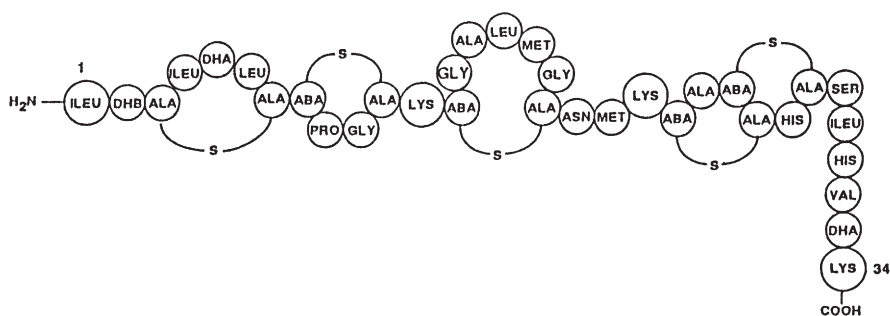 1
H₂N
ILEU
DHB
ALA
ILEU
DHA
LEU
ALA
S
ABA
PRO
GLY
ALA
S
LYS
ABA
GLY
ALA
LEU
MET
GLY
ALA
S
ASN
MET
LYS
ABA
ALA
ABA
ALA
S
HIS
ALA
S
SER
ILEU
HIS
VAL
DHA
LYS
34
COOH